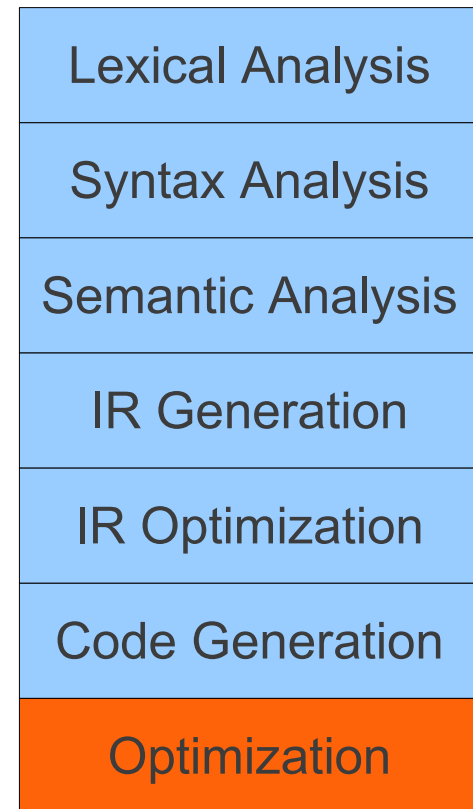 Lexical Analysis
Syntax Analysis
Semantic Analysis
IR Generation
IR Optimization
Code Generation
Optimization